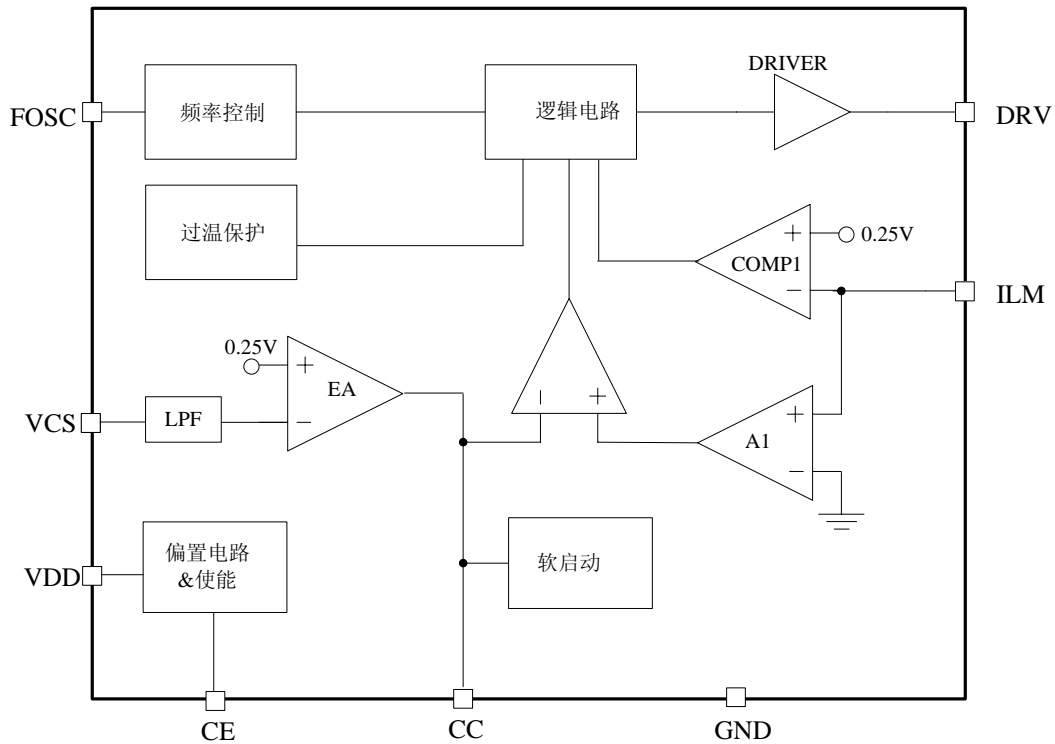 DRIVER
FOSC
频率控制
逻辑电路
DRV
过温保护
+
0.25V
COMP1
−
ILM
0.25V
+
EA
−
VCS
LPF
−
+
+
A1
−
VDD
偏置电路
&使能
软启动
CE
CC
GND